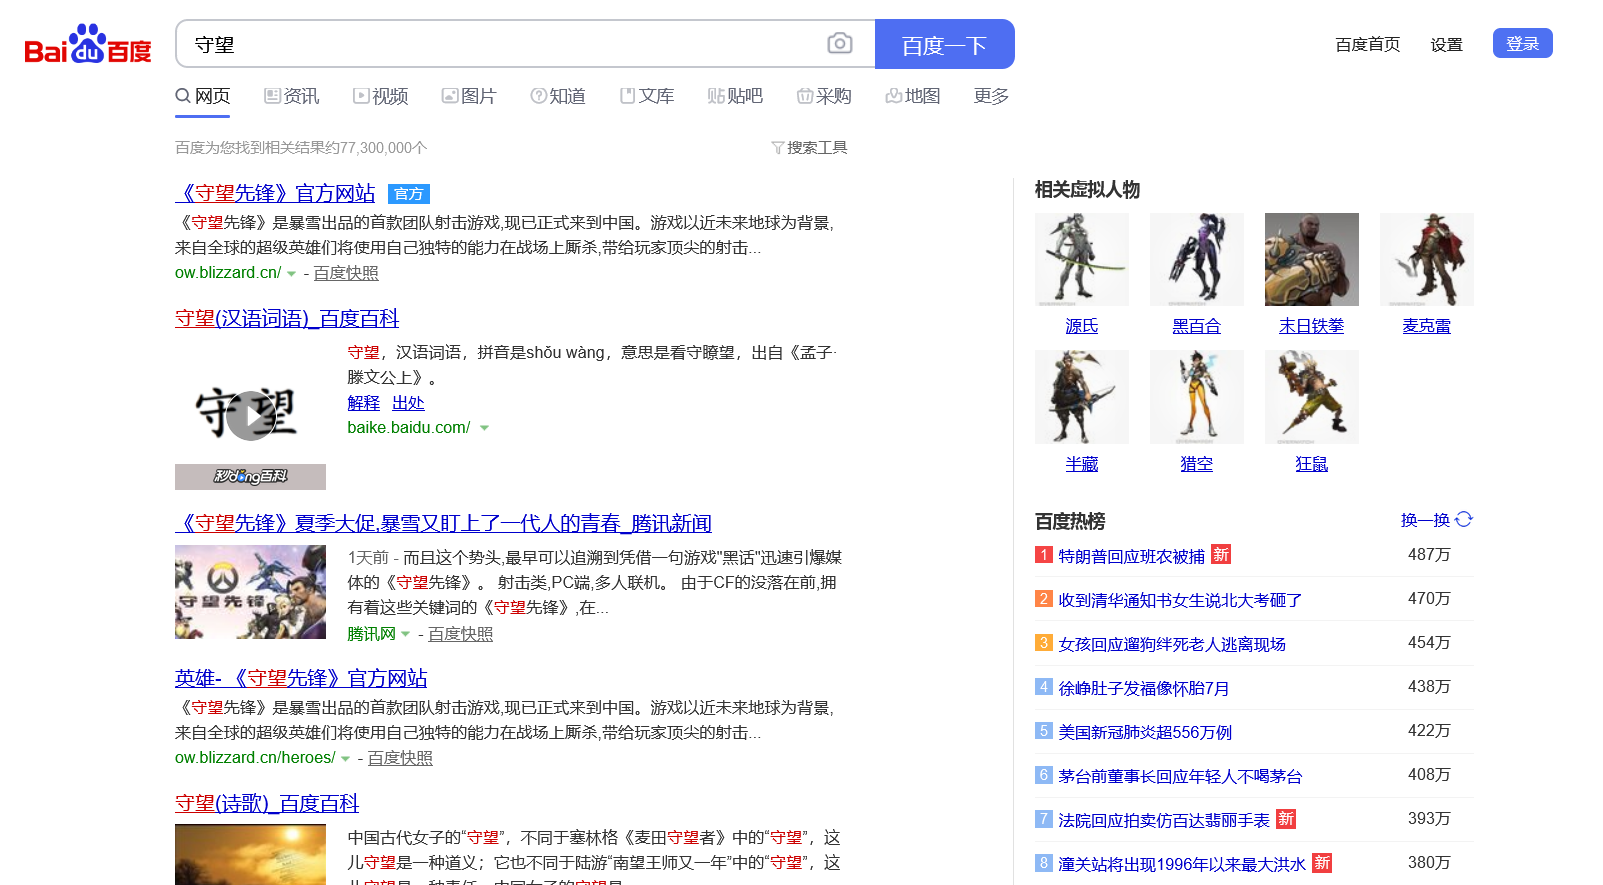 Bai du 百度
守望
百度一下
百度首页 设置 登录
网页 资讯 视频 图片 知道 文库 贴吧 采购 地图 更多
百度为您找到相关结果约77,300,000个
搜索工具
《守望先锋》官方网站 官方
《守望先锋》是暴雪出品的首款团队射击游戏,现已正式来到中国。游戏以近未来地球为背景,
来自全球的超级英雄们将使用自己独特的能力在战场上厮杀,带给玩家顶尖的射击...
ow.blizzard.cn/ - 百度快照
守望(汉语词语)_百度百科
守望
秒dǒng百科
守望，汉语词语，拼音是shǒu wàng，意思是看守瞭望，出自《孟子·
滕文公上》。
解释 出处
baike.baidu.com/
《守望先锋》夏季大促,暴雪又盯上了一代人的青春_腾讯新闻
守望先锋
1天前 - 而且这个势头,最早可以追溯到凭借一句游戏"黑话"迅速引爆媒
体的《守望先锋》。 射击类,PC端,多人联机。 由于CF的没落在前,拥
有着这些关键词的《守望先锋》,在...
腾讯网 - 百度快照
英雄- 《守望先锋》官方网站
《守望先锋》是暴雪出品的首款团队射击游戏,现已正式来到中国。游戏以近未来地球为背景,
来自全球的超级英雄们将使用自己独特的能力在战场上厮杀,带给玩家顶尖的射击...
ow.blizzard.cn/heroes/ - 百度快照
守望(诗歌)_百度百科
中国古代女子的“守望”，不同于塞林格《麦田守望者》中的“守望”，这
儿守望是一种道义；它也不同于陆游“南望王师又一年”中的“守望”，这
相关虚拟人物
源氏 黑百合 末日铁拳 麦克雷
半藏 猎空 狂鼠
百度热榜 换一换
1 特朗普回应班农被捕 新 487万
2 收到清华通知书女生说北大考砸了 470万
3 女孩回应遛狗绊死老人逃离现场 454万
4 徐峥肚子发福像怀胎7月 438万
5 美国新冠肺炎超556万例 422万
6 茅台前董事长回应年轻人不喝茅台 408万
7 法院回应拍卖仿百达翡丽手表 新 393万
8 潼关站将出现1996年以来最大洪水 新 380万